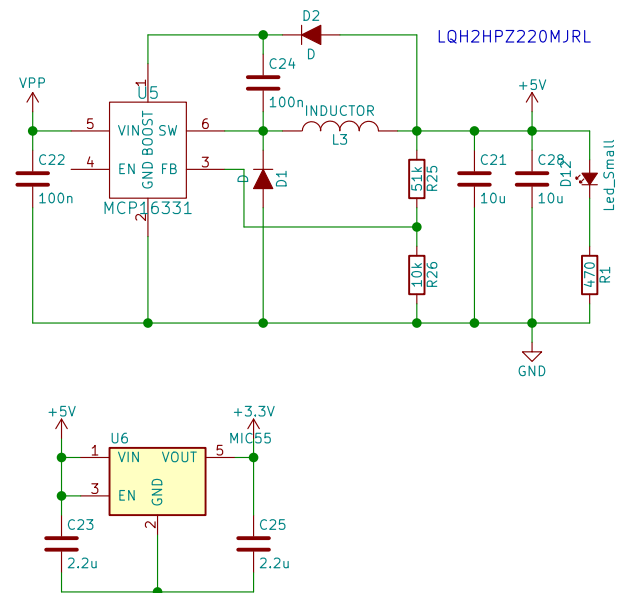 D2
LQH2HPZ220MJRL
D
C24
100n
VPP
1
U5
INDUCTOR
L3
+5V
5
VIN
BOOST
SW
6
C22
100n
4
EN
GND
FB
3
D
D1
51k
R25
C21
10u
C28
10u
D12
Led_Small
MCP16331
2
10k
R26
470
R1
GND
+5V
+3.3V
U6
MIC55
1
VIN
VOUT
5
3
EN
GND
2
C23
2.2u
C25
2.2u